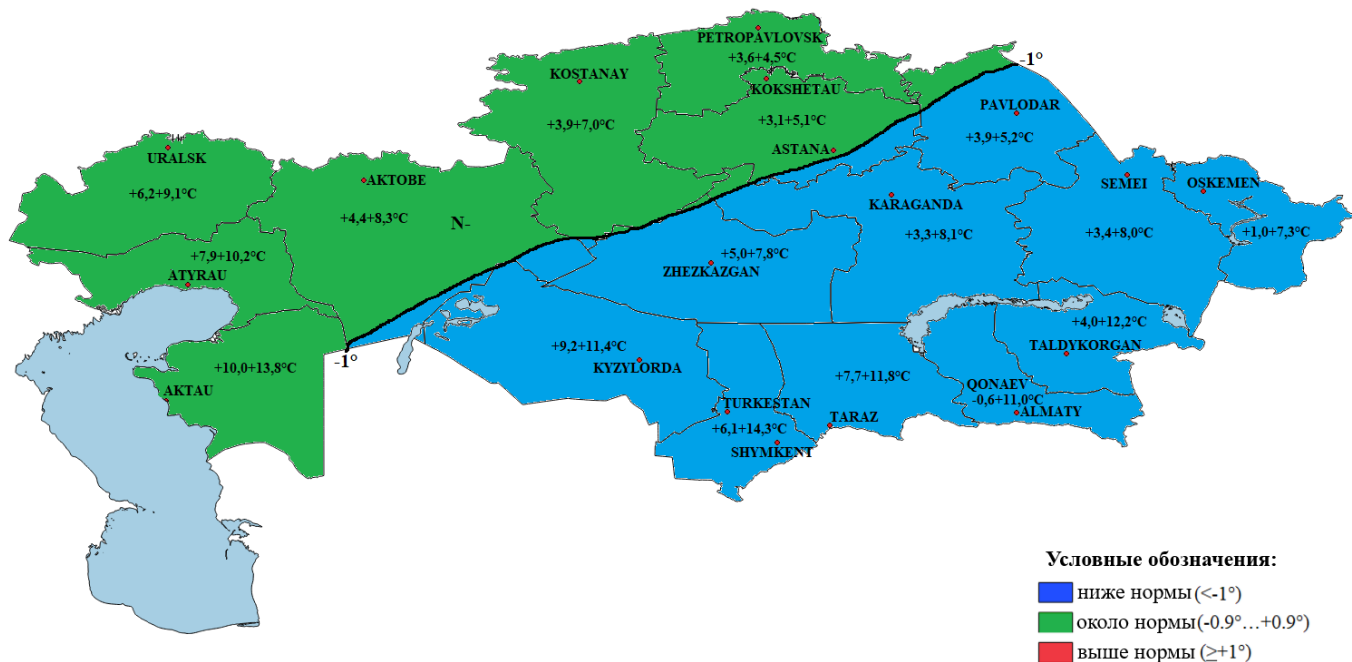 PETROPAVLOVSK
+3,6+4,5°C
-1°
KOSTANAY
KOKSHETAU
PAVLODAR
+3,9+7,0°C
+3,1+5,1°C
+3,9+5,2°C
ASTANA
URALSK
AKTOBE
SEMEI
OSKEMEN
+6,2+9,1°C
KARAGANDA
+4,4+8,3°C
N-
+3,3+8,1°C
+3,4+8,0°C
+1,0+7,3°C
+7,9+10,2°C
+5,0+7,8°C
ATYRAU
ZHEZKAZGAN
+4,0+12,2°C
TALDYKORGAN
+9,2+11,4°C
-1°
KYZYLORDA
+10,0+13,8°C
+7,7+11,8°C
AKTAU
QONAEV
-0,6+11,0°C
TURKESTAN
ALMATY
+6,1+14,3°C
TARAZ
SHYMKENT
Условные обозначения:
ниже нормы (<-1°)
около нормы (-0.9°…+0.9°)
выше нормы (≥+1°)